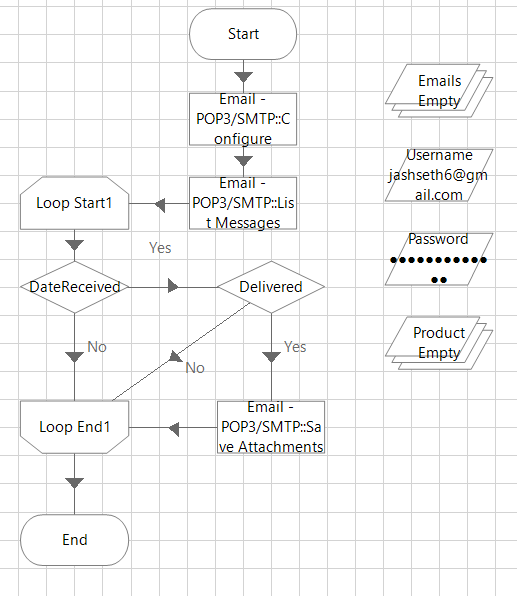 Start
Emails
Empty
Email -
POP3/SMTP::C
onfigure
Username
jashseth6@gm
ail.com
Email -
POP3/SMTP::Lis
t Messages
Loop Start1
Password
●●●●●●●●●●●
●●
Yes
DateReceived
Delivered
Product
Empty
No
Yes
No
Loop End1
Email -
POP3/SMTP::Sa
ve Attachments
End